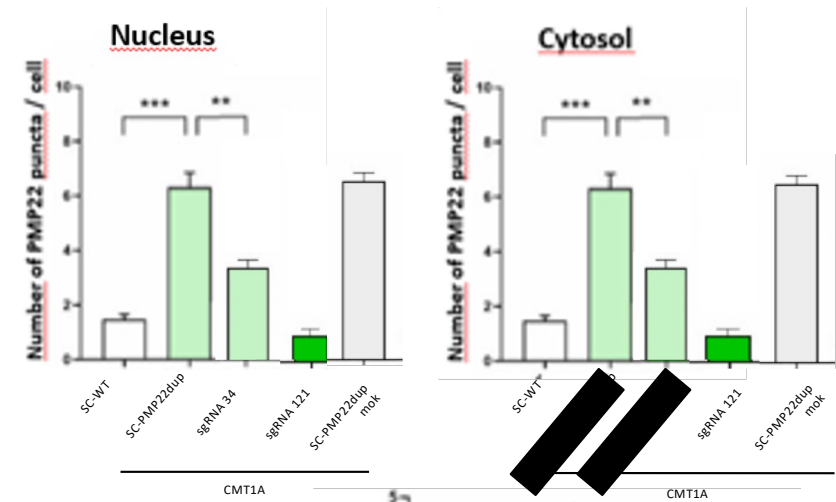 Nucleus
Number of PMP22 puncta / cell
10
8
6
4
2
0
***
**
SC-WT
SC-PMP22dup
sgRNA 34
sgRNA 121
SC-PMP22dup
mok
CMT1A
Cytosol
Number of PMP22 puncta / cell
10
8
6
4
2
0
***
**
SC-WT
sgRNA 121
SC-PMP22dup
mok
CMT1A
5